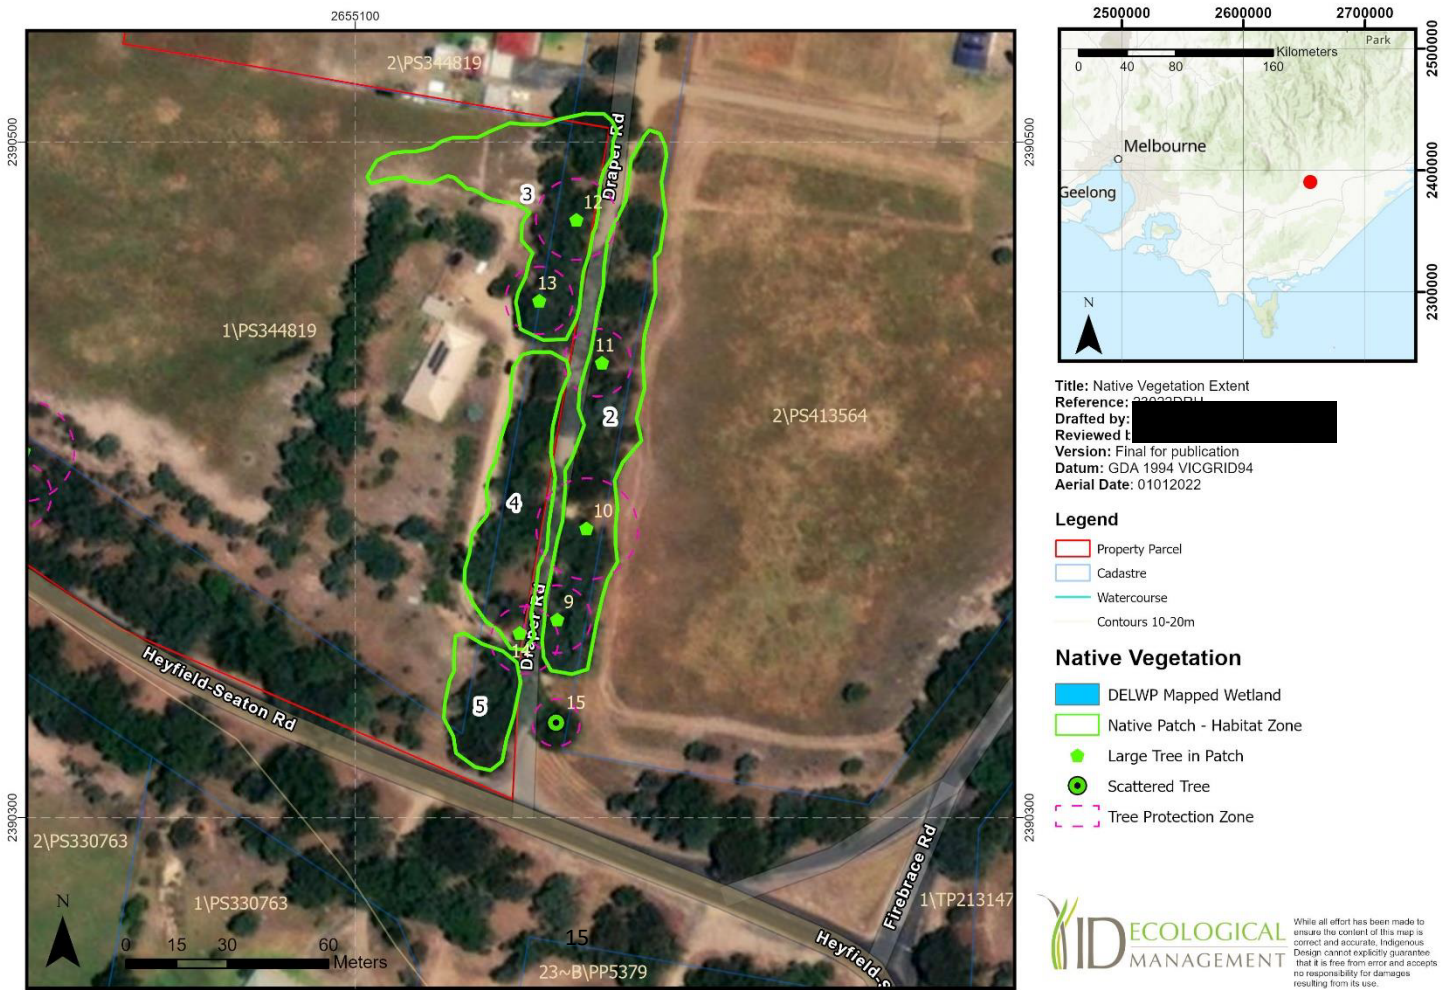 2655100
2390500
2390500
2390300
2390300
2\PS344819
Draper Rd
3
12
13
1\PS344819
11
2
2\PS413564
4
10
9
Draper Rd
5
15
Heyfield-Seaton Rd
2\PS330763
1\PS330763
Firebrace Rd
1\TP213147
15
23~B\PP5379
N
0 15 30 60
Meters
2500000 2600000 2700000
2500000
2400000
2300000
Park
Kilometers
0 40 80 160
Melbourne
Geelong
N
Title: Native Vegetation Extent
Reference:
Drafted by:
Reviewed
Version: Final for publication
Datum: GDA 1994 VICGRID94
Aerial Date: 01012022
Legend
Property Parcel
Cadastre
Watercourse
Contours 10-20m
Native Vegetation
DELWP Mapped Wetland
Native Patch - Habitat Zone
Large Tree in Patch
Scattered Tree
Tree Protection Zone
ID ECOLOGICAL
MANAGEMENT
While all effort has been made to
ensure the content of this map is
correct and accurate, Indigenous
Design cannot explicitly guarantee
that it is free from error and accepts
no responsibility for damages
resulting from its use.